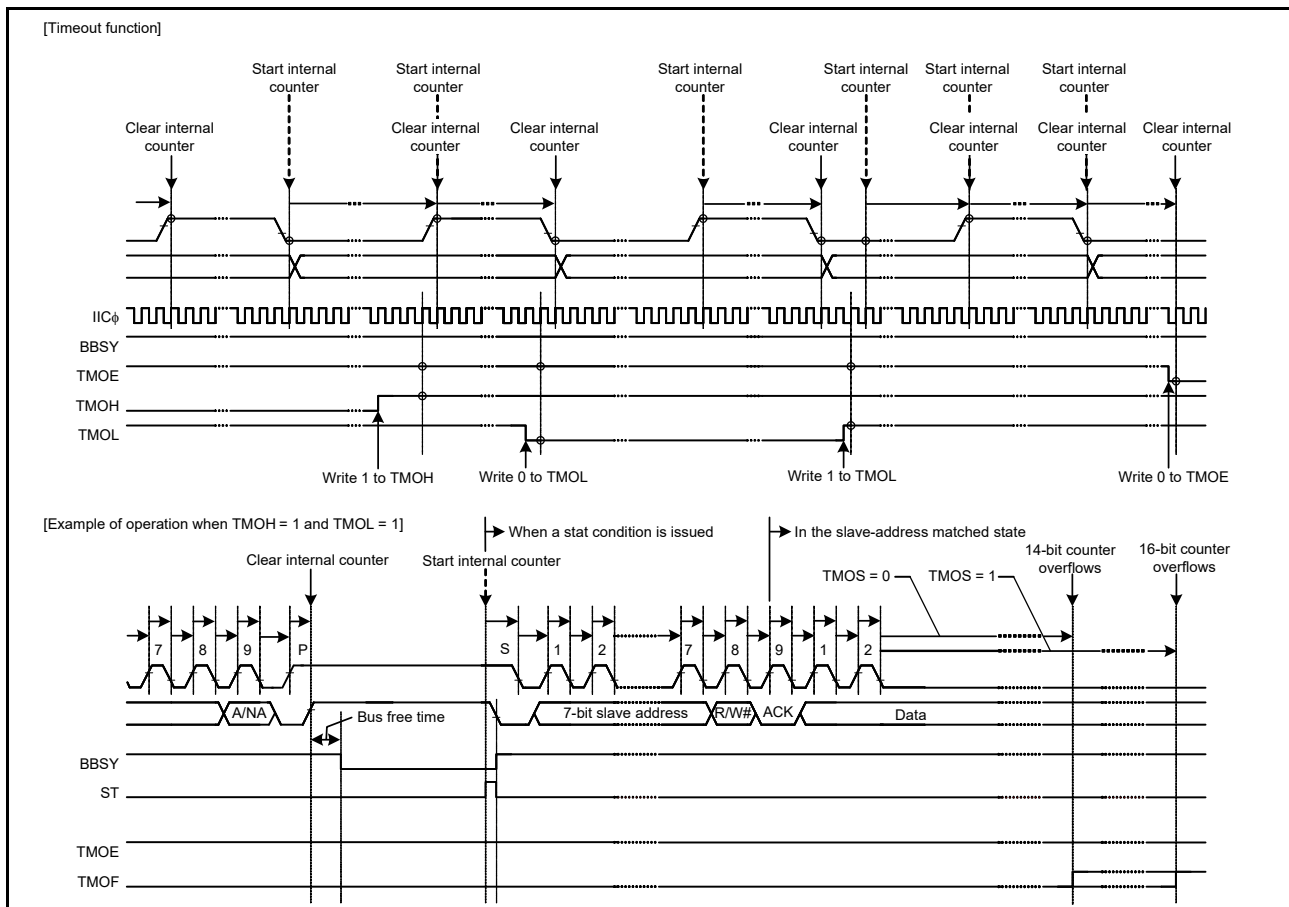 [Timeout function]
Start internal
counter
Start internal
counter
Start internal
counter
Start internal
counter
Start internal
counter
Start internal
counter
Clear internal
counter
Clear internal
counter
Clear internal
counter
Clear internal
counter
Clear internal
counter
Clear internal
counter
Clear internal
counter
IICϕ
BBSY
TMOE
TMOH
TMOL
Write 1 to TMOH
Write 0 to TMOL
Write 1 to TMOL
Write 0 to TMOE
[Example of operation when TMOH = 1 and TMOL = 1]
When a stat condition is issued
In the slave-address matched state
Clear internal counter
Start internal counter
14-bit counter
overflows
16-bit counter
overflows
TMOS = 0
TMOS = 1
7 8 9 P S 1 2 7 8 9 1 2
A/NA
Bus free time
7-bit slave address
R/W#
ACK
Data
BBSY
ST
TMOE
TMOF